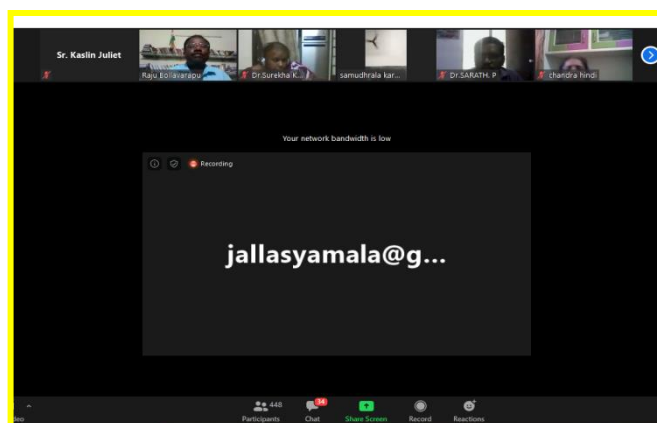 Sr. Kaslin Juliet
Raju Bollavarapu
Dr.Surekha K...
samudhrala kar...
Dr.SARATH. P
chandra hindi
Your network bandwidth is low
Recording
jallasyamala@g...
448
34
Participants
Chat
Share Screen
Record
Reactions